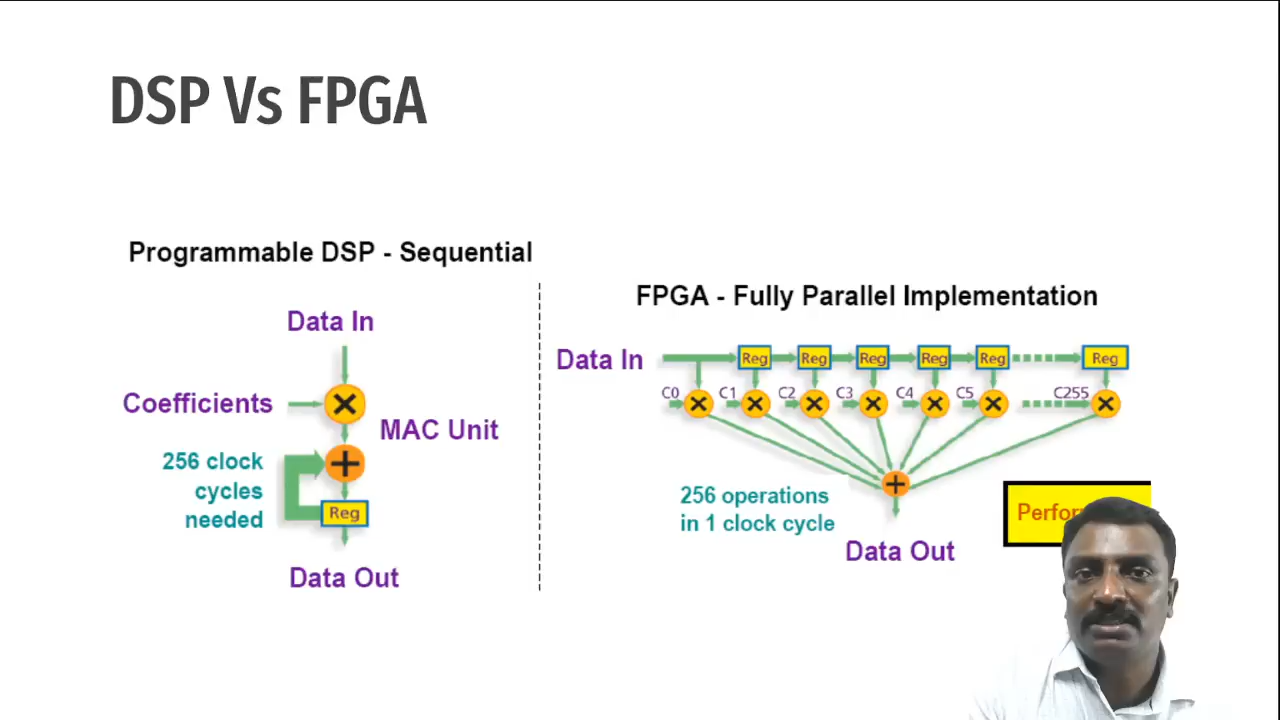 DSP Vs FPGA
Programmable DSP - Sequential
Data In
Coefficients
MAC Unit
256 clock
cycles
needed
Reg
Data Out
FPGA - Fully Parallel Implementation
Data In
Reg Reg Reg Reg Reg Reg
C0 C1 C2 C3 C4 C5 C255
256 operations
in 1 clock cycle
Data Out